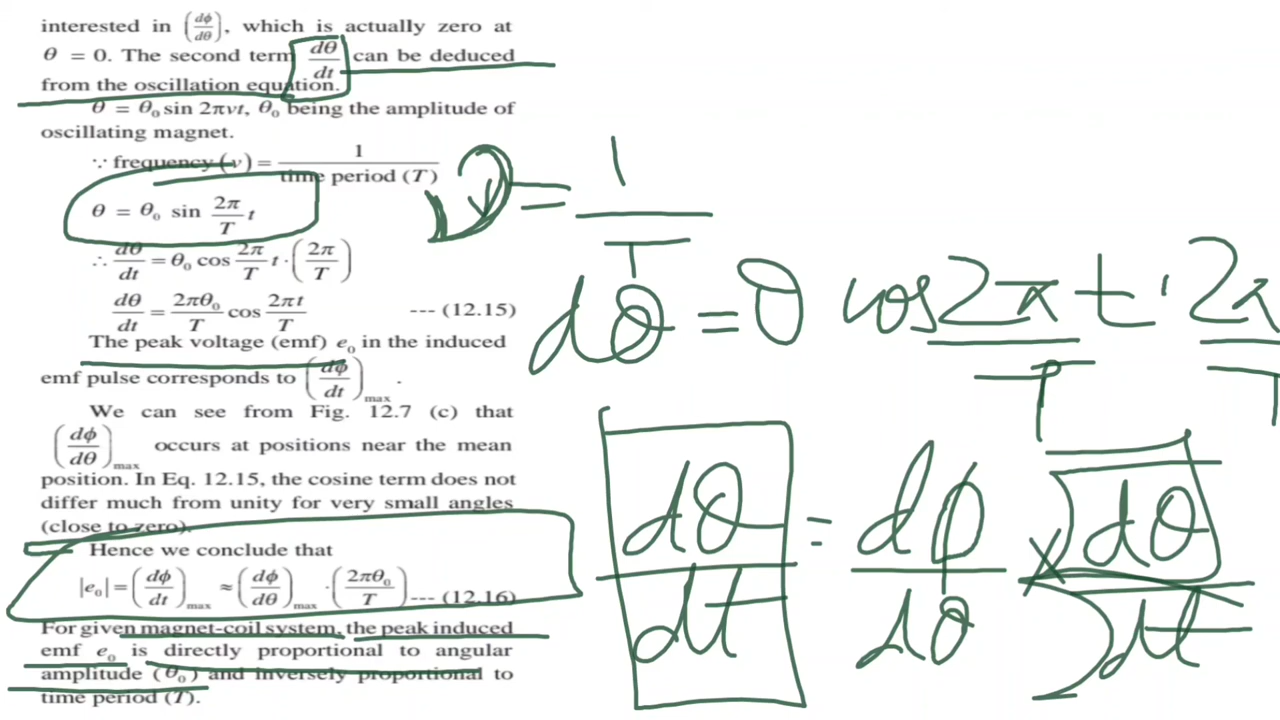 interested in (dϕ/dθ), which is actually zero at
θ = 0. The second term dθ/dt can be deduced
from the oscillation equation.
θ = θ₀ sin 2πνt, θ₀ being the amplitude of
oscillating magnet.
∵ frequency (ν) = 1/time period (T)
θ = θ₀ sin 2π/T t
∴ dθ/dt = θ₀ cos 2π/T t · (2π/T)
dθ/dt = 2πθ₀/T cos 2πt/T --- (12.15)
The peak voltage (emf) e₀ in the induced
emf pulse corresponds to (dϕ/dt)max .
We can see from Fig. 12.7 (c) that
(dϕ/dθ)max occurs at positions near the mean
position. In Eq. 12.15, the cosine term does not
differ much from unity for very small angles
(close to zero).
Hence we conclude that
|e₀| = (dϕ/dt)max ≈ (dϕ/dθ)max · (2πθ₀/T) --- (12.16)
For given magnet-coil system, the peak induced
emf e₀ is directly proportional to angular
amplitude (θ₀) and inversely proportional to
time period (T).
ν = 1/T
dθ = θ cos 2π/T t · 2π/T
dθ/dt = dϕ/dθ × dθ/dt